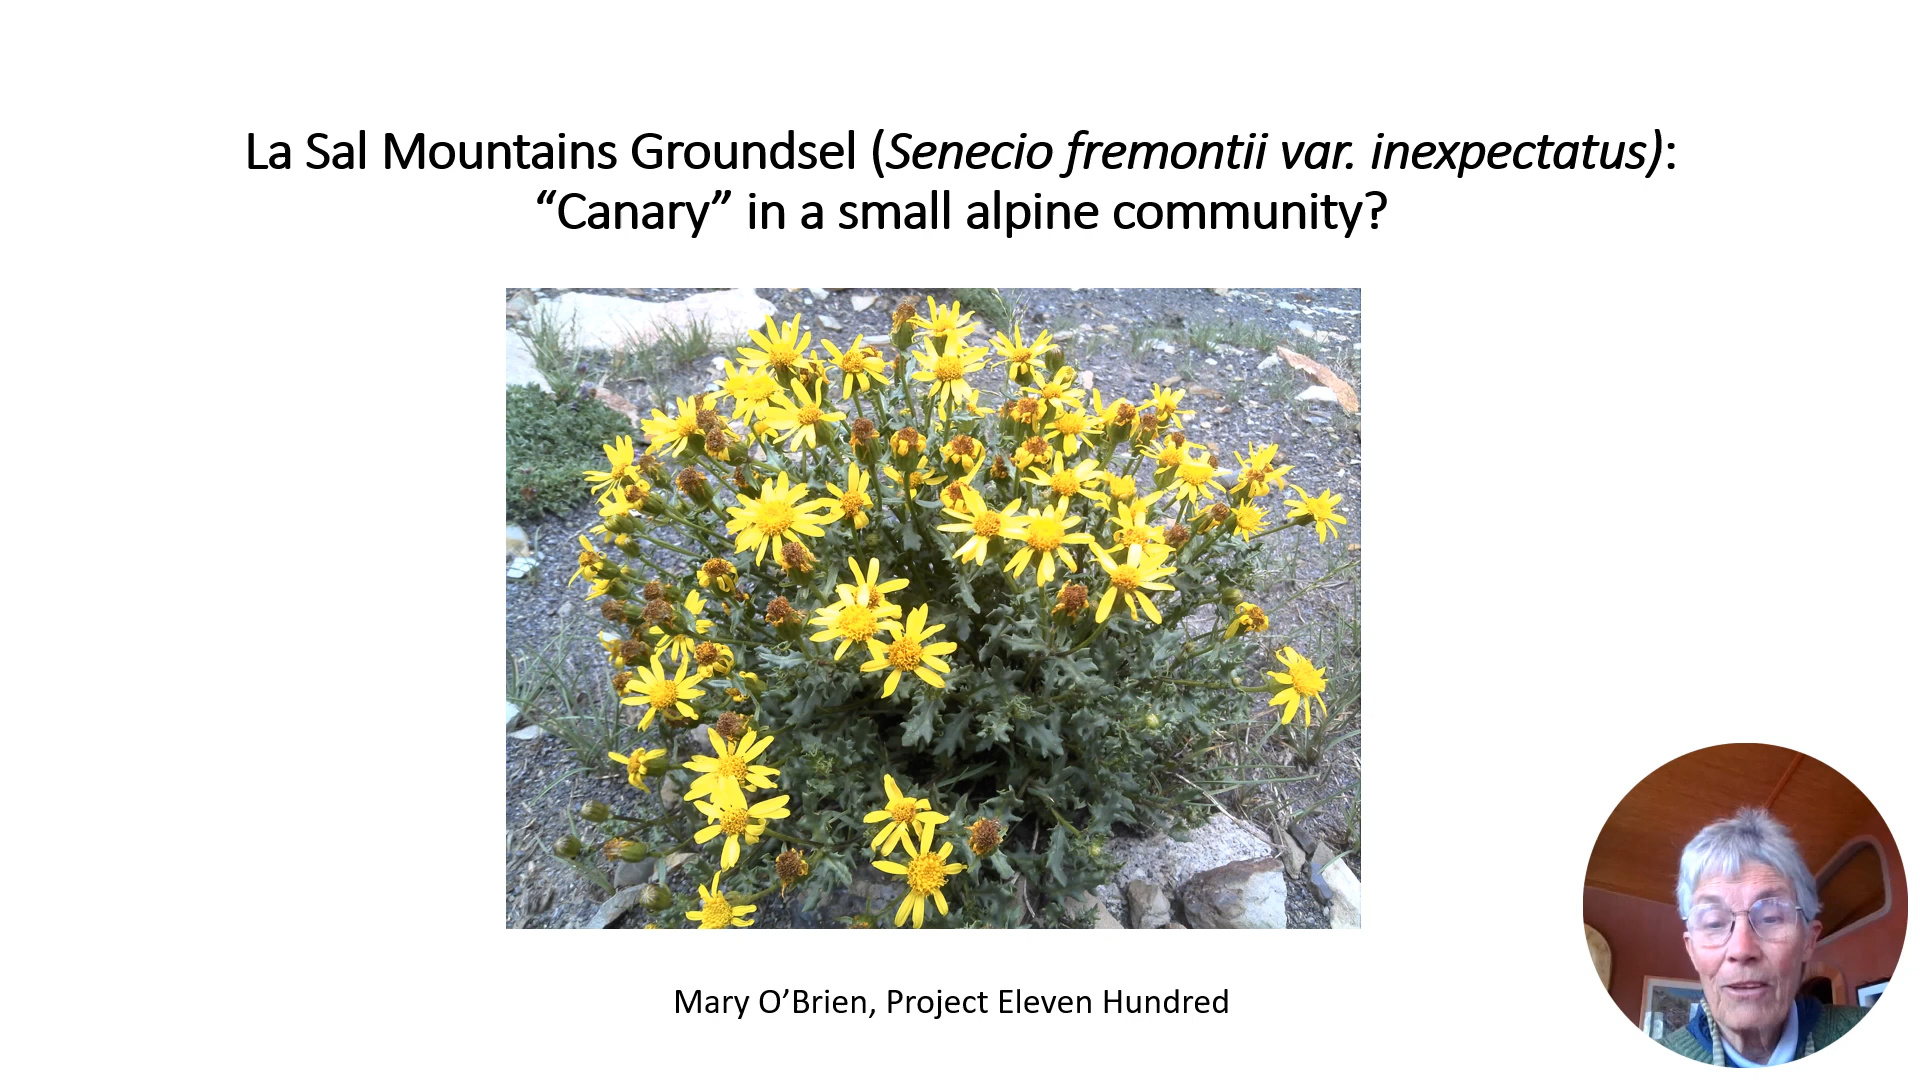 La Sal Mountains Groundsel (Senecio fremontii var. inexpectatus):
“Canary” in a small alpine community?
Mary O’Brien, Project Eleven Hundred